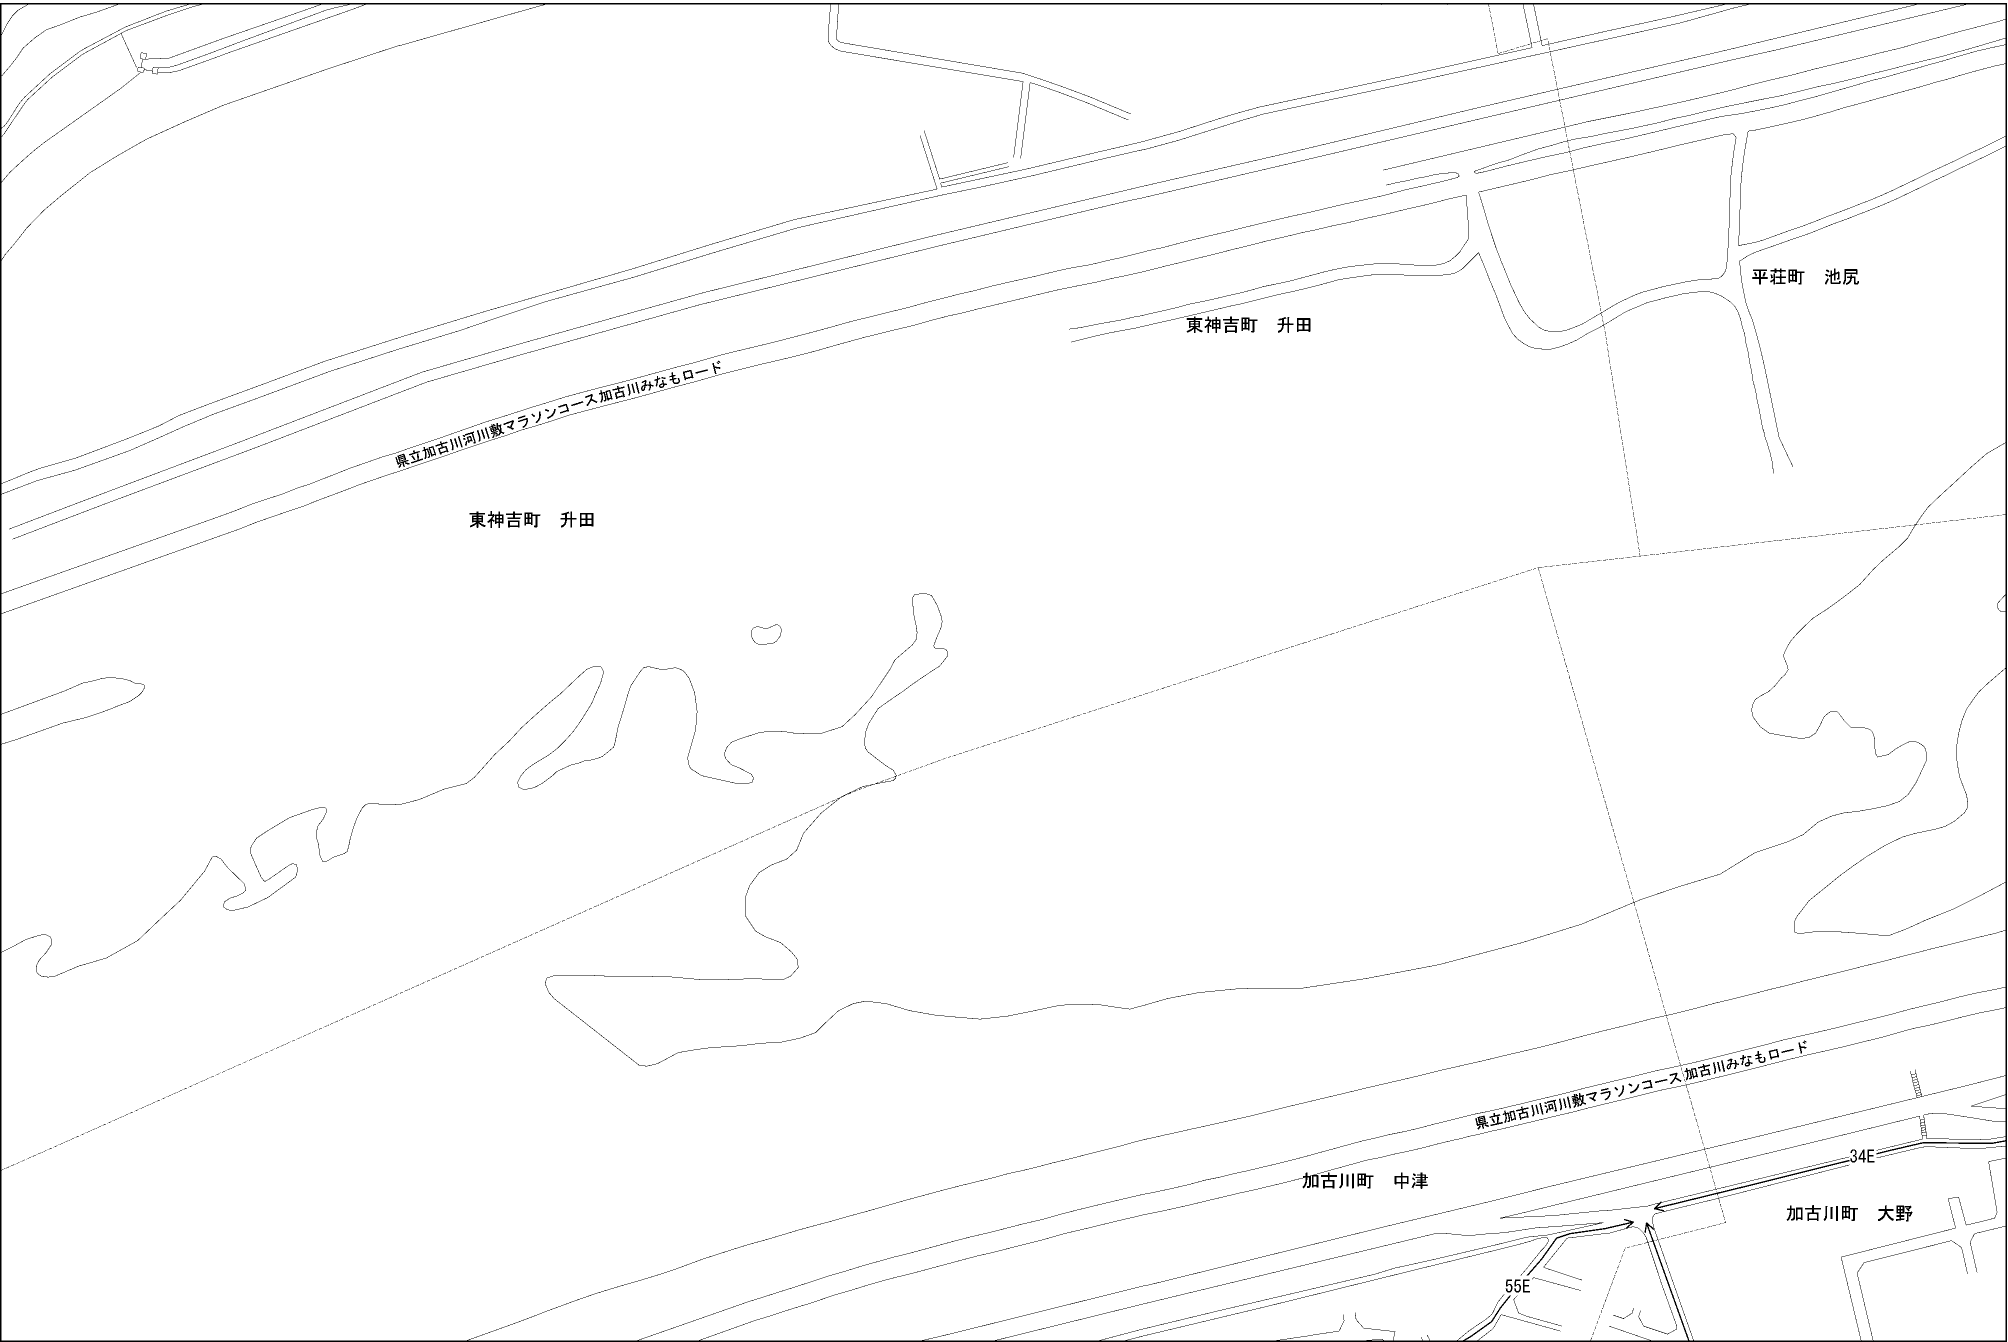 平荘町　池尻
東神吉町　升田
県立加古川河川敷マラソンコース加古川みなもロード
東神吉町　升田
県立加古川河川敷マラソンコース加古川みなもロード
34E
加古川町　中津
加古川町　大野
55E